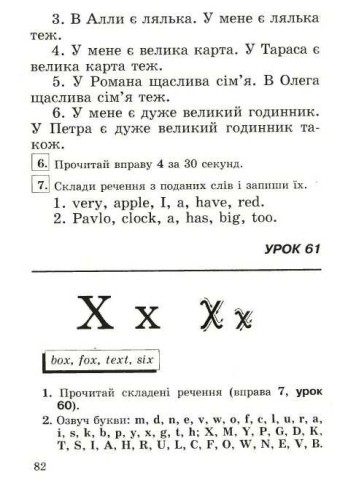 3. В Алли є лялька. У мене є лялька
теж.
4. У мене є велика карта. У Тараса є
велика карта теж.
5. У Романа щаслива сім'я. В Олега
щаслива сім'я теж.
6. У мене є дуже великий годинник.
У Петра є дуже великий годинник та-
кож.
6. Прочитай вправу 4 за 30 секунд.
7. Склади речення з поданих слів і запиши їх.
1. very, apple, I, a, have, red.
2. Pavlo, clock, a, has, big, too.
УРОК 61
X x X x
box, fox, text, six
1. Прочитай складені речення (вправа 7, урок
60).
2. Озвуч букви: m, d, n, e, v, w, o, f, c, l, u, r, a,
i, s, k, b, p, y, x, g, t, h; X, M, Y, P, G, D, K,
T, S, I, A, H, R, U, L, C, F, O, W, N, E, V, B.
82